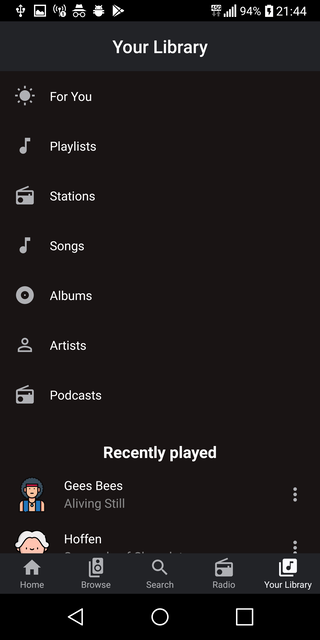 94% 21:44
Your Library
For You
Playlists
Stations
Songs
Albums
Artists
Podcasts
Recently played
Gees Bees
Aliving Still
Hoffen
Home Browse Search Radio Your Library